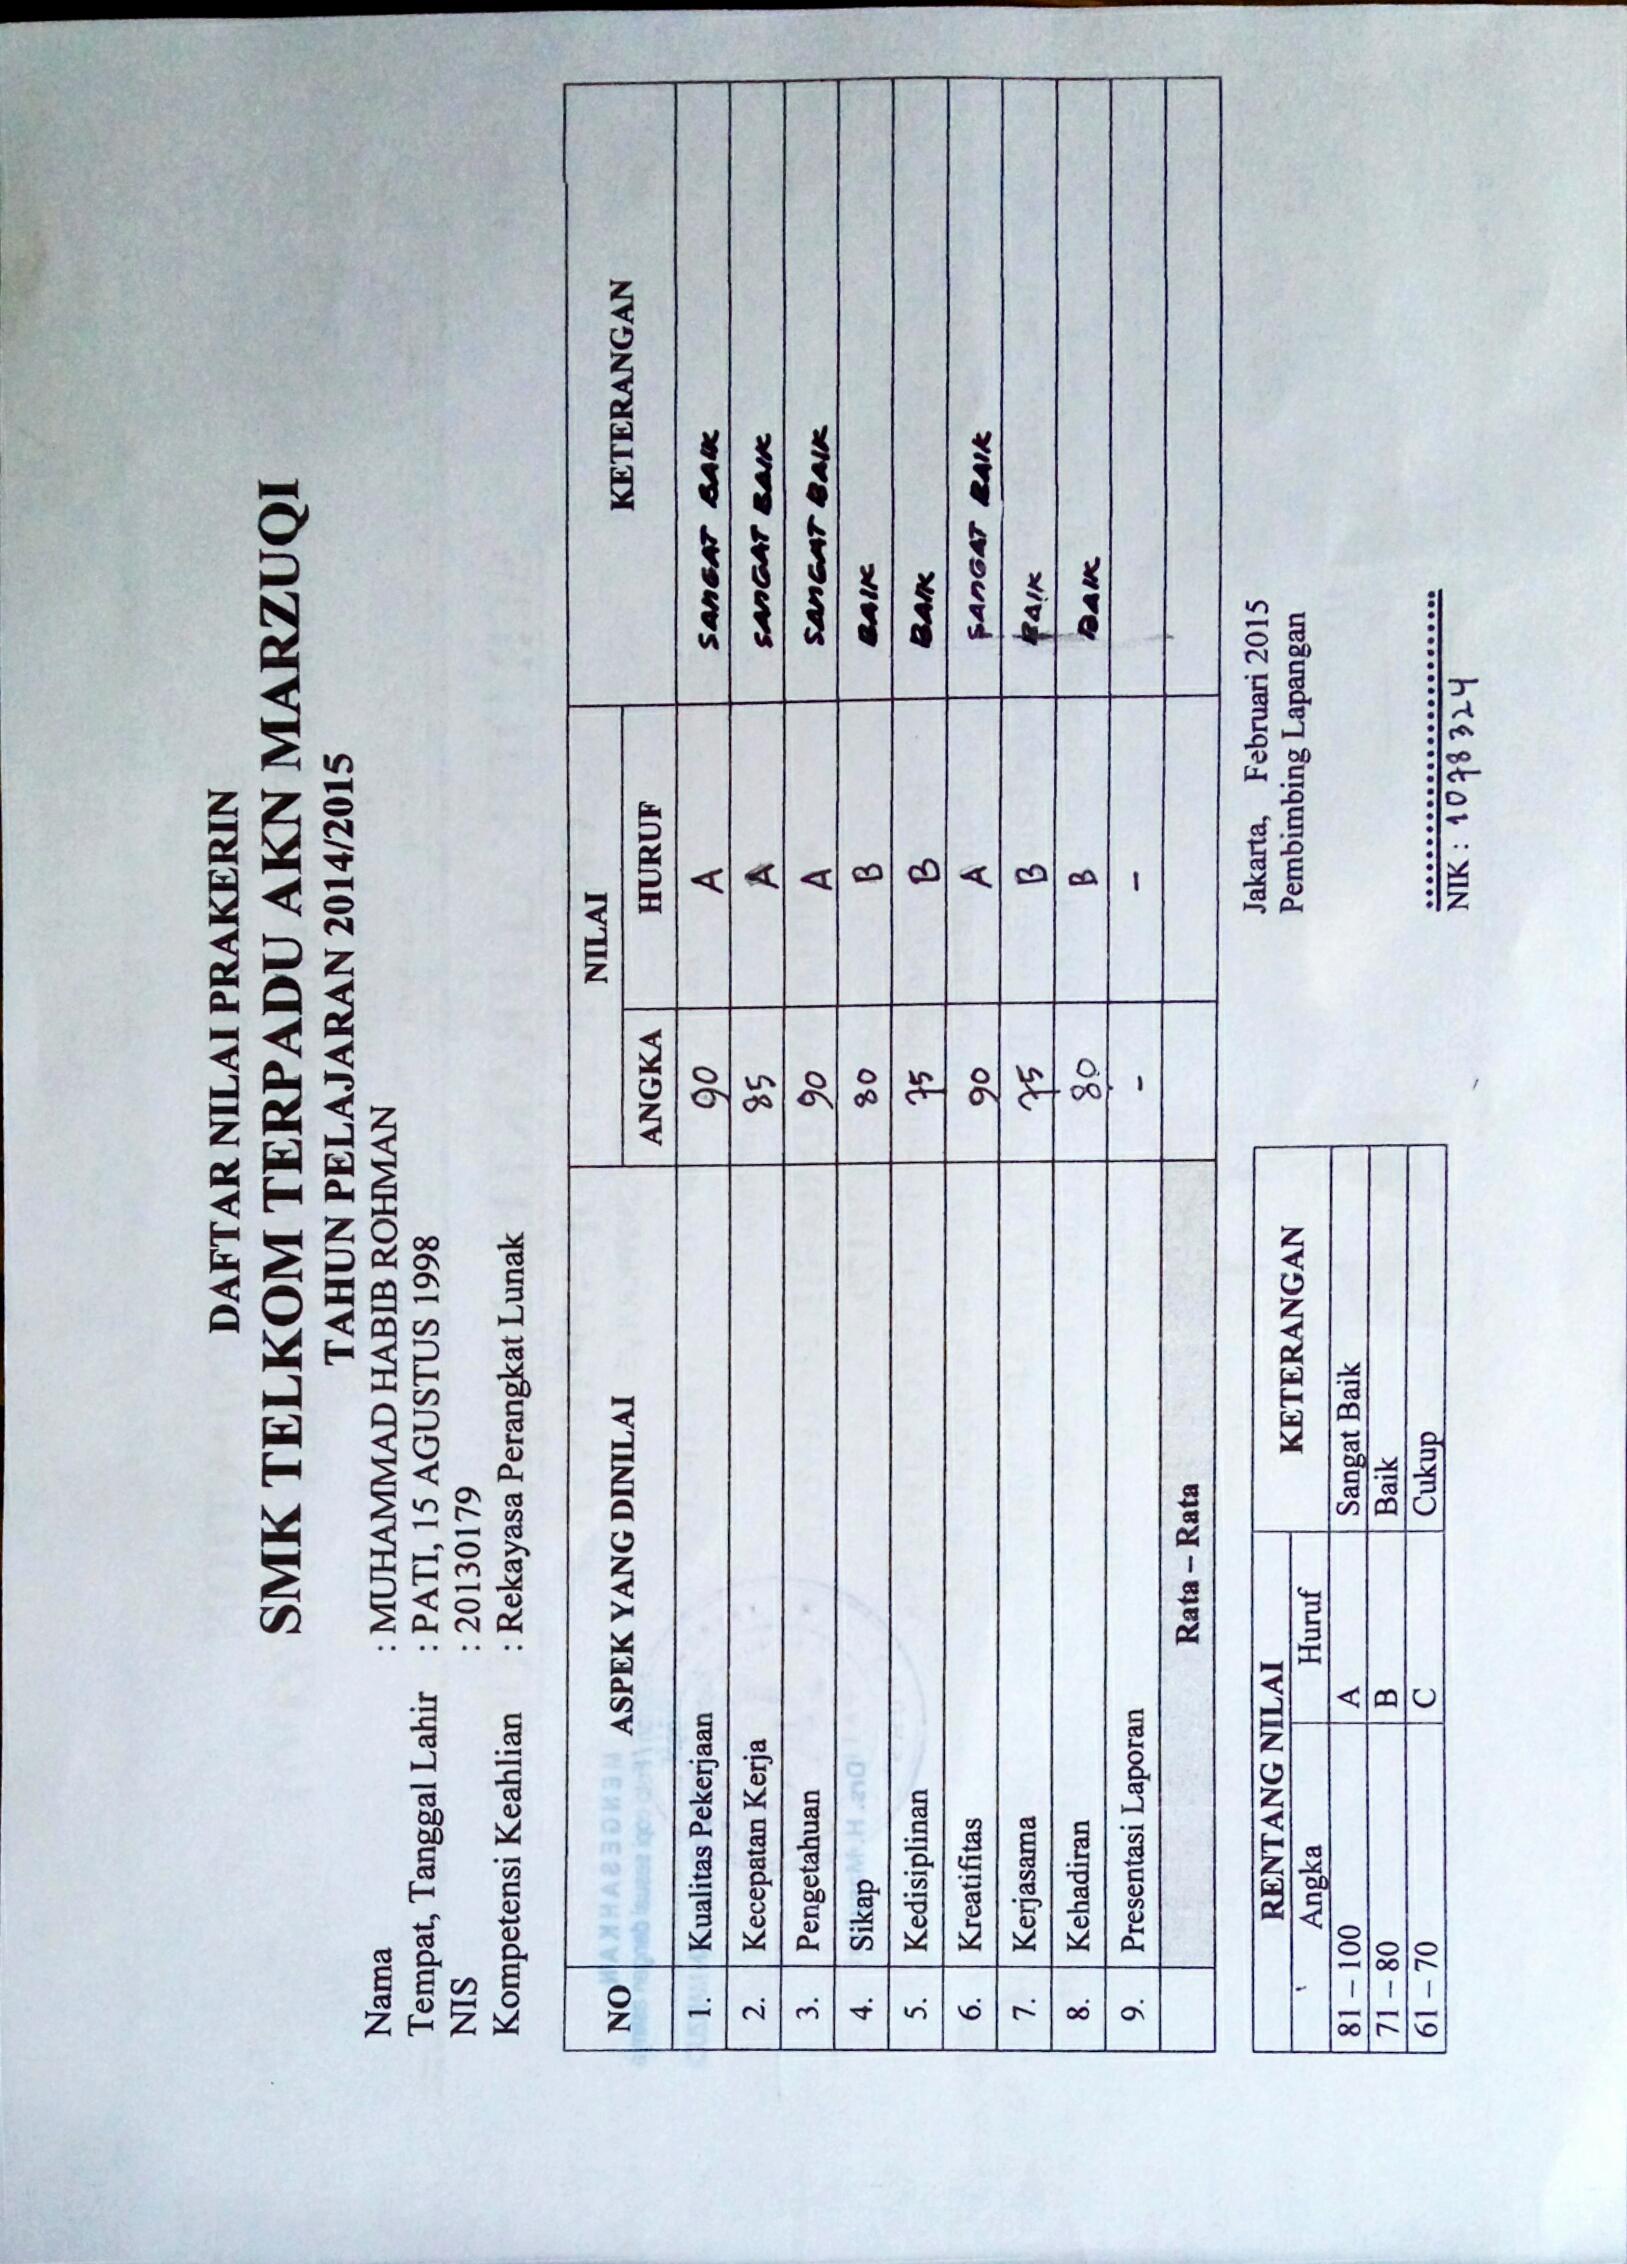 DAFTAR NILAI PRAKERIN
SMK TELKOM TERPADU AKN MARZUQI
TAHUN PELAJARAN 2014/2015
Nama : MUHAMMAD HABIB ROHMAN
Tempat, Tanggal Lahir : PATI, 15 AGUSTUS 1998
NIS : 20130179
Kompetensi Keahlian : Rekayasa Perangkat Lunak
NO ASPEK YANG DINILAI NILAI KETERANGAN
ANGKA HURUF
1. Kualitas Pekerjaan 90 A SANGAT BAIK
2. Kecepatan Kerja 85 A SANGAT BAIK
3. Pengetahuan 90 A SANGAT BAIK
4. Sikap 80 B BAIK
5. Kedisiplinan 75 B BAIK
6. Kreatifitas 90 A SANGAT BAIK
7. Kerjasama 75 B BAIK
8. Kehadiran 80 B BAIK
9. Presentasi Laporan - -
Rata – Rata
RENTANG NILAI KETERANGAN
Angka Huruf
81 – 100 A Sangat Baik
71 – 80 B Baik
61 – 70 C Cukup
Jakarta, Februari 2015
Pembimbing Lapangan
NIK : 1078324